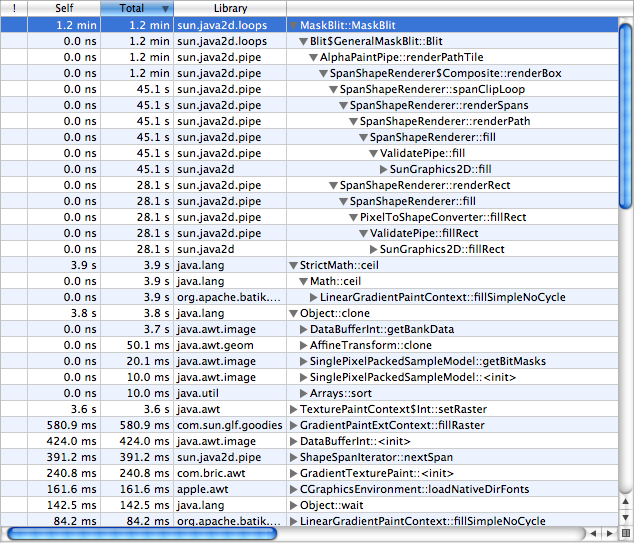 ! Self Total Library
1.2 min 1.2 min sun.java2d.loops MaskBlit::MaskBlit
0.0 ns 1.2 min sun.java2d.loops Blit$GeneralMaskBlit::Blit
0.0 ns 1.2 min sun.java2d.pipe AlphaPaintPipe::renderPathTile
0.0 ns 1.2 min sun.java2d.pipe SpanShapeRenderer$Composite::renderBox
0.0 ns 45.1 s sun.java2d.pipe SpanShapeRenderer::spanClipLoop
0.0 ns 45.1 s sun.java2d.pipe SpanShapeRenderer::renderSpans
0.0 ns 45.1 s sun.java2d.pipe SpanShapeRenderer::renderPath
0.0 ns 45.1 s sun.java2d.pipe SpanShapeRenderer::fill
0.0 ns 45.1 s sun.java2d.pipe ValidatePipe::fill
0.0 ns 45.1 s sun.java2d SunGraphics2D::fill
0.0 ns 28.1 s sun.java2d.pipe SpanShapeRenderer::renderRect
0.0 ns 28.1 s sun.java2d.pipe SpanShapeRenderer::fill
0.0 ns 28.1 s sun.java2d.pipe PixelToShapeConverter::fillRect
0.0 ns 28.1 s sun.java2d.pipe ValidatePipe::fillRect
0.0 ns 28.1 s sun.java2d SunGraphics2D::fillRect
3.9 s 3.9 s java.lang StrictMath::ceil
0.0 ns 3.9 s java.lang Math::ceil
0.0 ns 3.9 s org.apache.batik.... LinearGradientPaintContext::fillSimpleNoCycle
3.8 s 3.8 s java.lang Object::clone
0.0 ns 3.7 s java.awt.image DataBufferInt::getBankData
0.0 ns 50.1 ms java.awt.geom AffineTransform::clone
0.0 ns 20.1 ms java.awt.image SinglePixelPackedSampleModel::getBitMasks
0.0 ns 10.0 ms java.awt.image SinglePixelPackedSampleModel::<init>
0.0 ns 10.0 ms java.util Arrays::sort
3.6 s 3.6 s java.awt TexturePaintContext$Int::setRaster
580.9 ms 580.9 ms com.sun.glf.goodies GradientPaintExtContext::fillRaster
424.0 ms 424.0 ms java.awt.image DataBufferInt::<init>
391.2 ms 391.2 ms sun.java2d.pipe ShapeSpanIterator::nextSpan
240.8 ms 240.8 ms com.bric.awt GradientTexturePaint::<init>
161.6 ms 161.6 ms apple.awt CGraphicsEnvironment::loadNativeDirFonts
142.5 ms 142.5 ms java.lang Object::wait
84.2 ms 84.2 ms org.apache.batik.... LinearGradientPaintContext::<init>